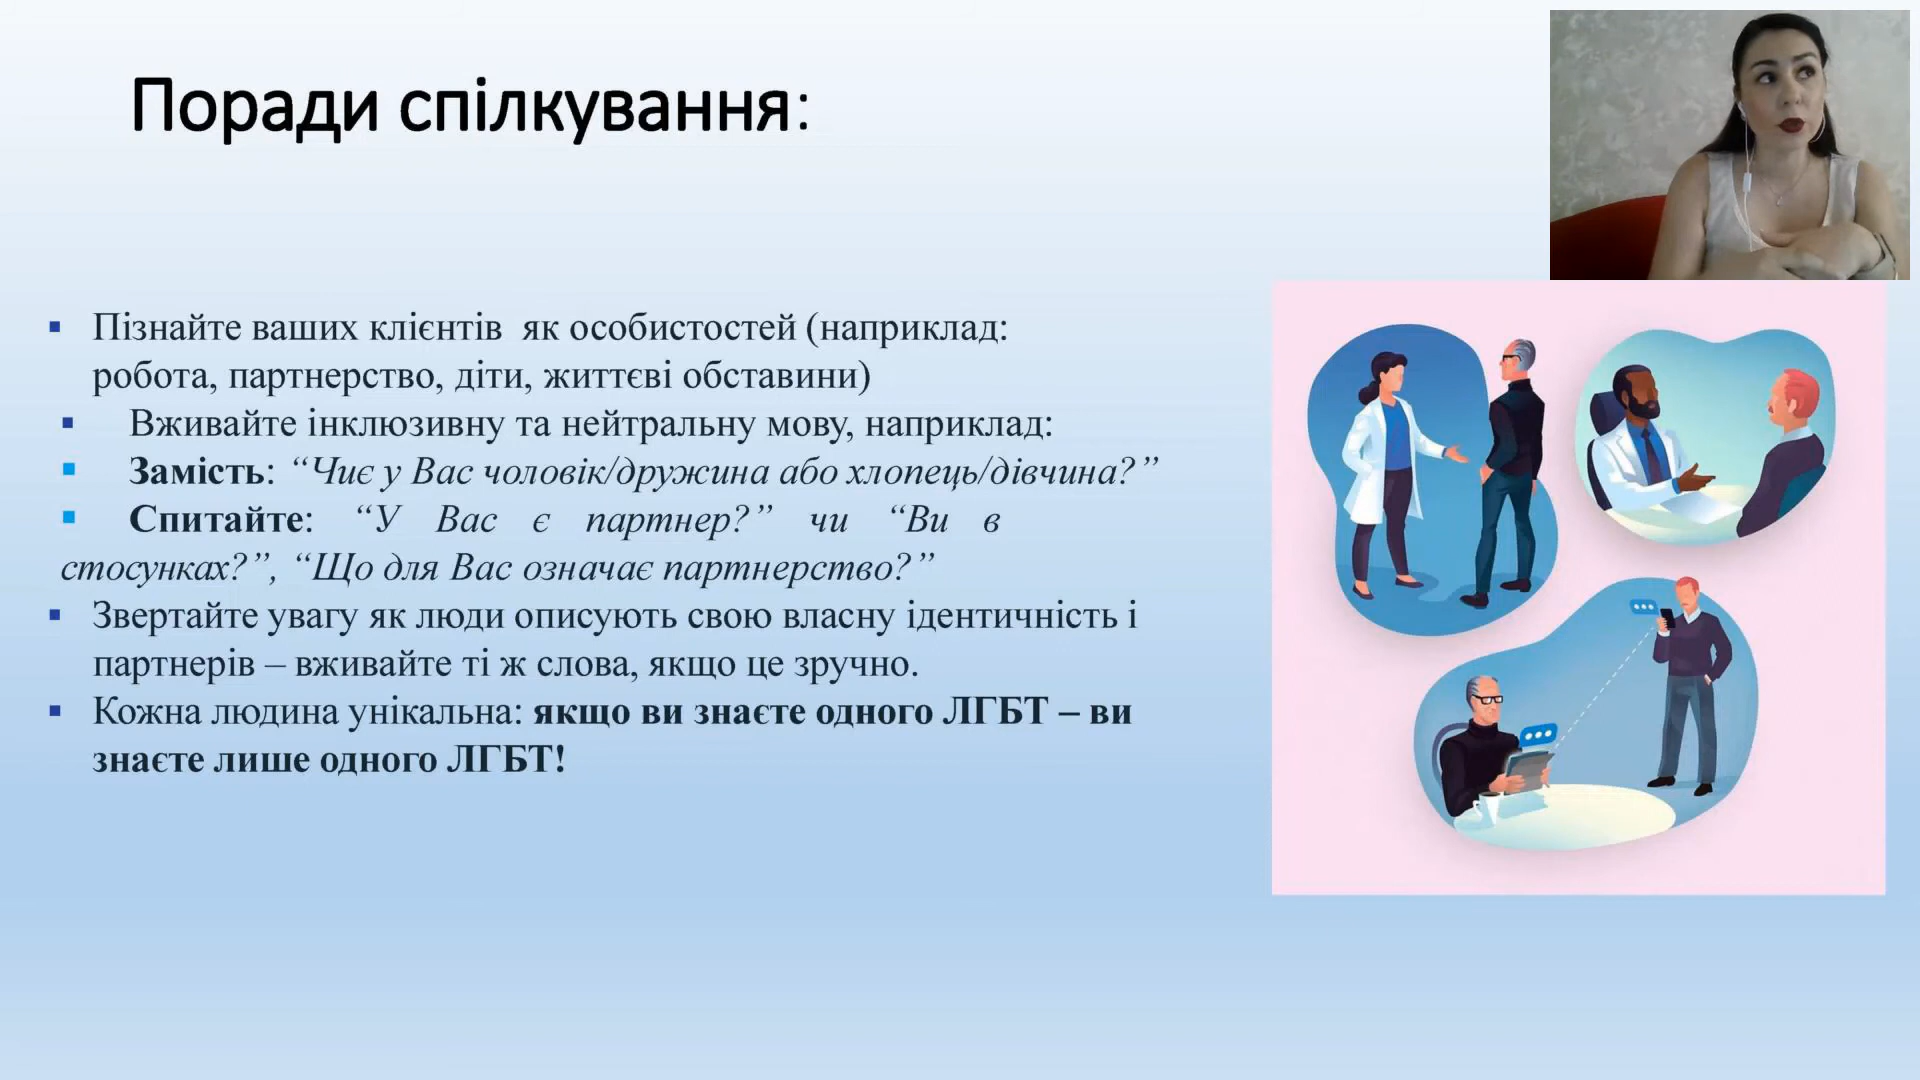 Поради спілкування:
Пізнайте ваших клієнтів як особистостей (наприклад:
робота, партнерство, діти, життєві обставини)
Вживайте інклюзивну та нейтральну мову, наприклад:
Замість: “Чиє у Вас чоловік/дружина або хлопець/дівчина?”
Спитайте: “У Вас є партнер?” чи “Ви в
стосунках?”, “Що для Вас означає партнерство?”
Звертайте увагу як люди описують свою власну ідентичність і
партнерів – вживайте ті ж слова, якщо це зручно.
Кожна людина унікальна: якщо ви знаєте одного ЛГБТ – ви
знаєте лише одного ЛГБТ!